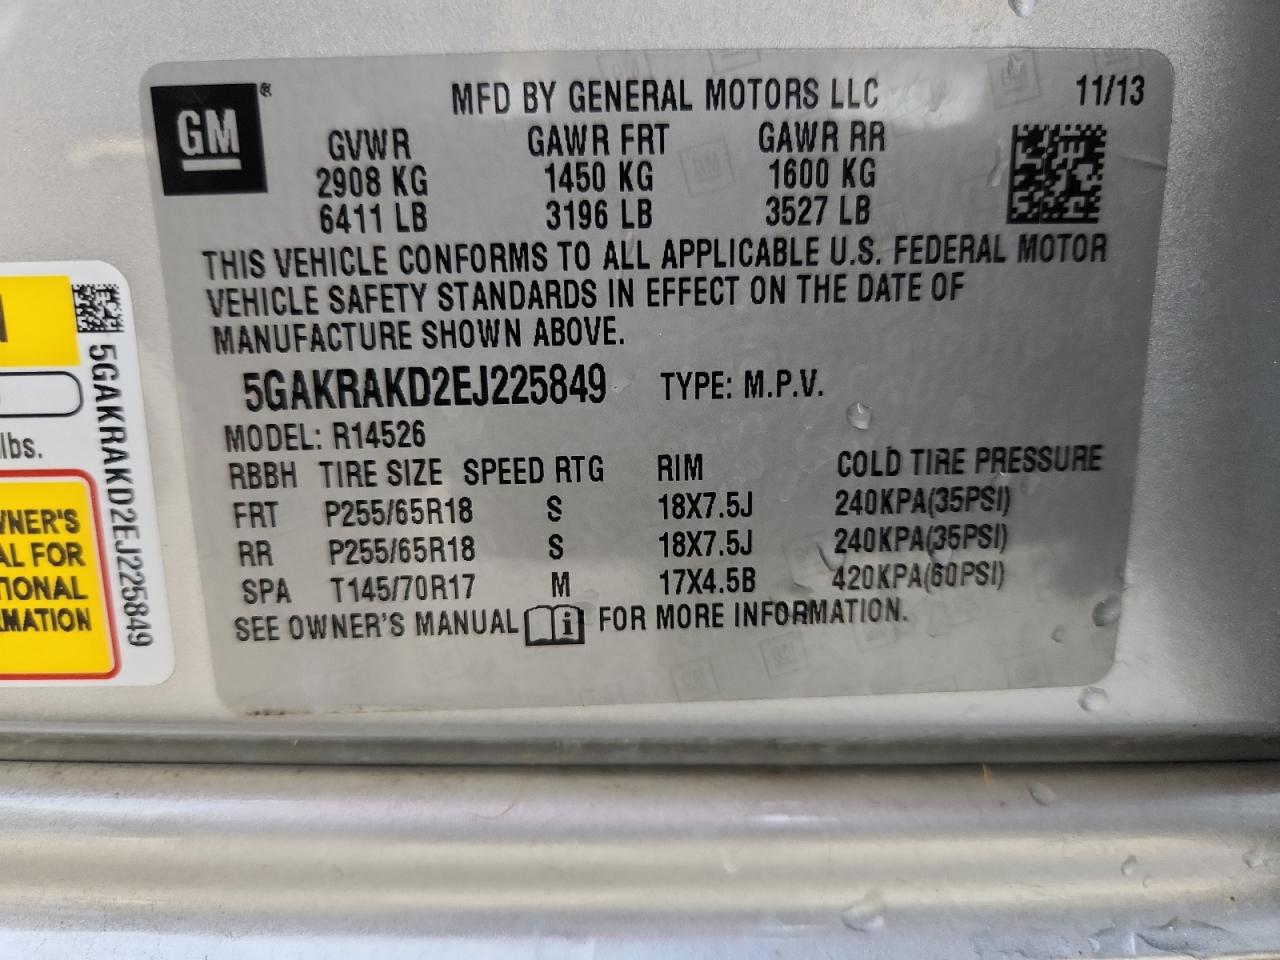 GM®
MFD BY GENERAL MOTORS LLC 11/13
GVWR GAWR FRT GAWR RR
2908 KG 1450 KG 1600 KG
6411 LB 3196 LB 3527 LB
THIS VEHICLE CONFORMS TO ALL APPLICABLE U.S. FEDERAL MOTOR
VEHICLE SAFETY STANDARDS IN EFFECT ON THE DATE OF
MANUFACTURE SHOWN ABOVE.
5GAKRAKD2EJ225849 TYPE: M.P.V.
MODEL: R14526
RBBH TIRE SIZE SPEED RTG RIM COLD TIRE PRESSURE
FRT P255/65R18 S 18X7.5J 240KPA(35PSI)
RR P255/65R18 S 18X7.5J 240KPA(35PSI)
SPA T145/70R17 M 17X4.5B 420KPA(60PSI)
SEE OWNER'S MANUAL i FOR MORE INFORMATION.
5GAKRAKD2EJ225849
lbs.
WNER'S
AL FOR
TIONAL
RMATION